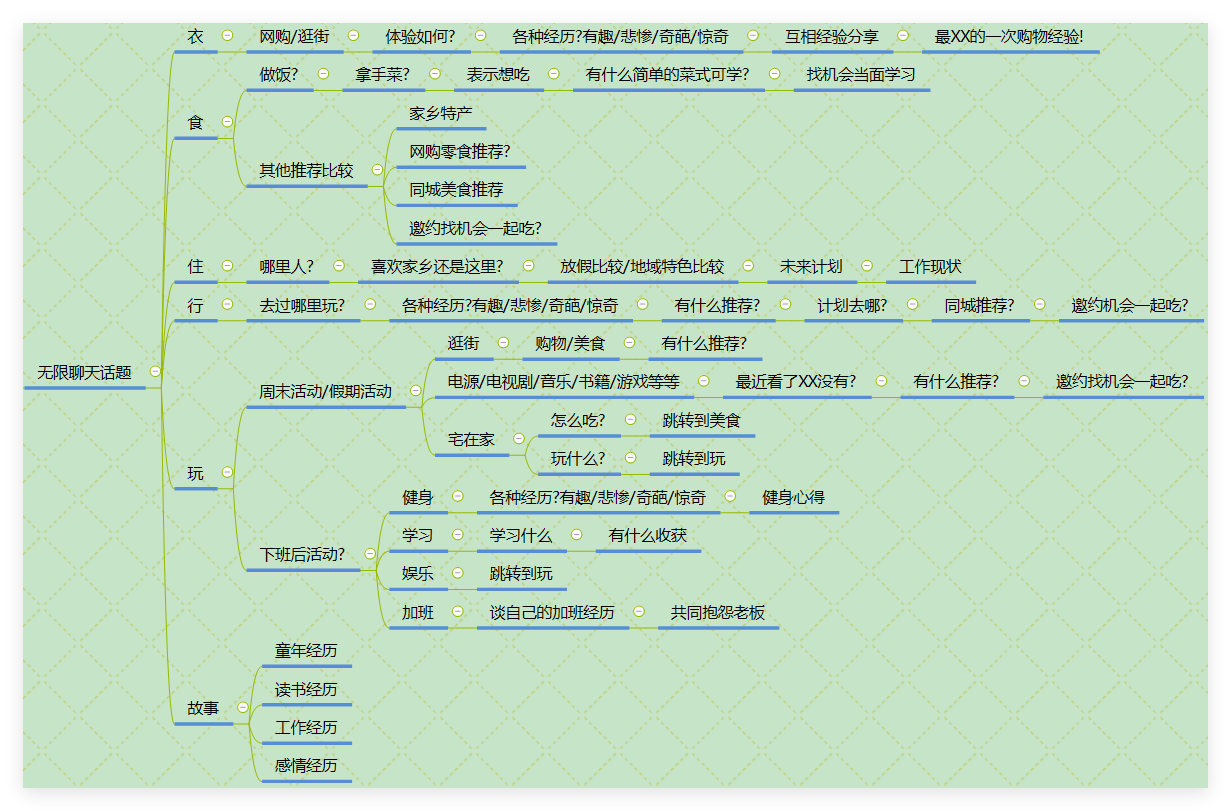 衣 网购/逛街 体验如何? 各种经历?有趣/悲惨/奇葩/惊奇 互相经验分享 最XX的一次购物经验!
做饭? 拿手菜? 表示想吃 有什么简单的菜式可学? 找机会当面学习
家乡特产
食
网购零食推荐?
其他推荐比较
同城美食推荐
邀约找机会一起吃?
住 哪里人? 喜欢家乡还是这里? 放假比较/地域特色比较 未来计划 工作现状
行 去过哪里玩? 各种经历?有趣/悲惨/奇葩/惊奇 有什么推荐? 计划去哪? 同城推荐? 邀约机会一起吃?
逛街 购物/美食 有什么推荐?
无限聊天话题
电源/电视剧/音乐/书籍/游戏等等 最近看了XX没有? 有什么推荐? 邀约找机会一起吃?
周末活动/假期活动
怎么吃? 跳转到美食
宅在家
玩什么? 跳转到玩
玩
健身 各种经历?有趣/悲惨/奇葩/惊奇 健身心得
学习 学习什么 有什么收获
下班后活动?
娱乐 跳转到玩
加班 谈自己的加班经历 共同抱怨老板
童年经历
读书经历
故事
工作经历
感情经历